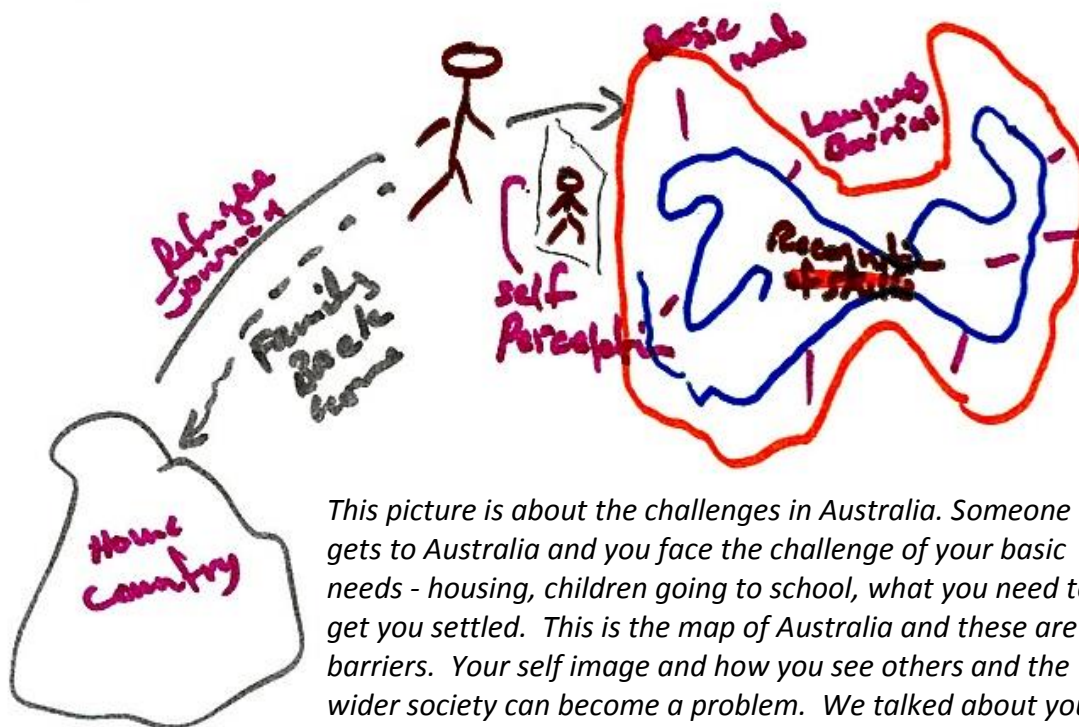 Basic
needs
Language
Barriers
Refugee
Journey
Family
Back
home
self
Perception
Recognition
of skills
Home
Country
This picture is about the challenges in Australia. Someone
gets to Australia and you face the challenge of your basic
needs - housing, children going to school, what you need to
get you settled. This is the map of Australia and these are
barriers. Your self image and how you see others and the
wider society can become a problem. We talked about you